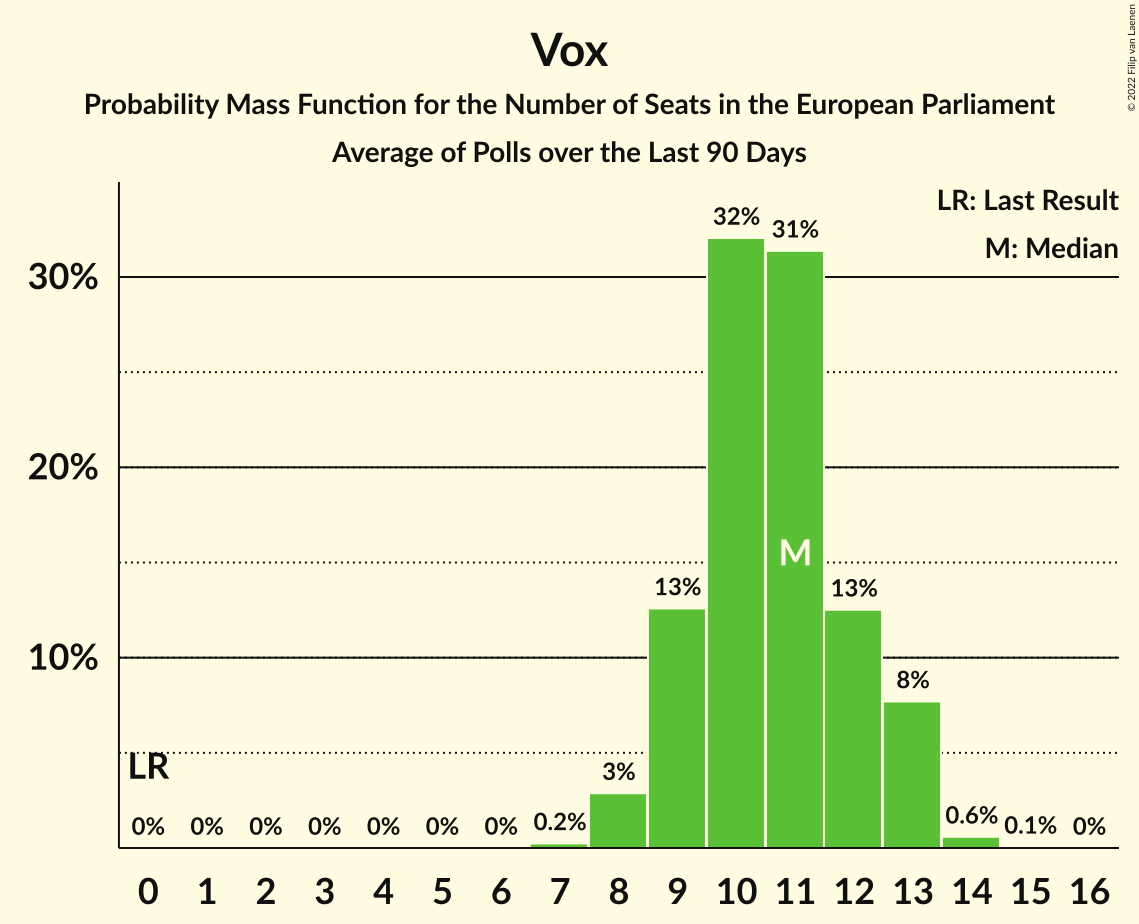 Vox
Probability Mass Function for the Number of Seats in the European Parliament
Average of Polls over the Last 90 Days
© 2022 Filip van Laenen
LR: Last Result
M: Median
30%
20%
10%
32%
31%
M
13%
13%
8%
LR
3%
0% 0% 0% 0% 0% 0% 0% 0.2% 0.6% 0.1% 0%
0 1 2 3 4 5 6 7 8 9 10 11 12 13 14 15 16